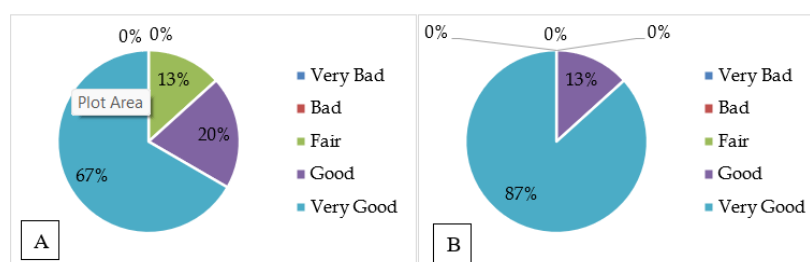 0% 0%
13%
Plot Area
20%
67%
Very Bad
Bad
Fair
Good
Very Good
A
0% 0% 0%
13%
87%
Very Bad
Bad
Fair
Good
Very Good
B